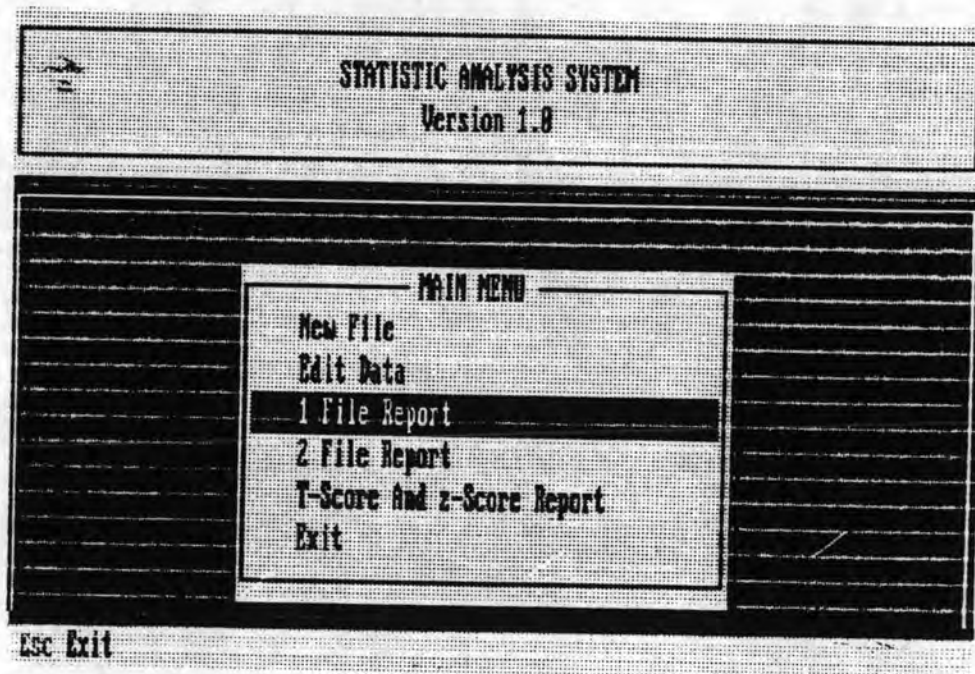 STATISTIC ANALYSIS SYSTEM
Version 1.0
MAIN MENU
New File
Edit Data
1 File Report
2 File Report
T-Score And z-Score Report
Exit
Esc Exit